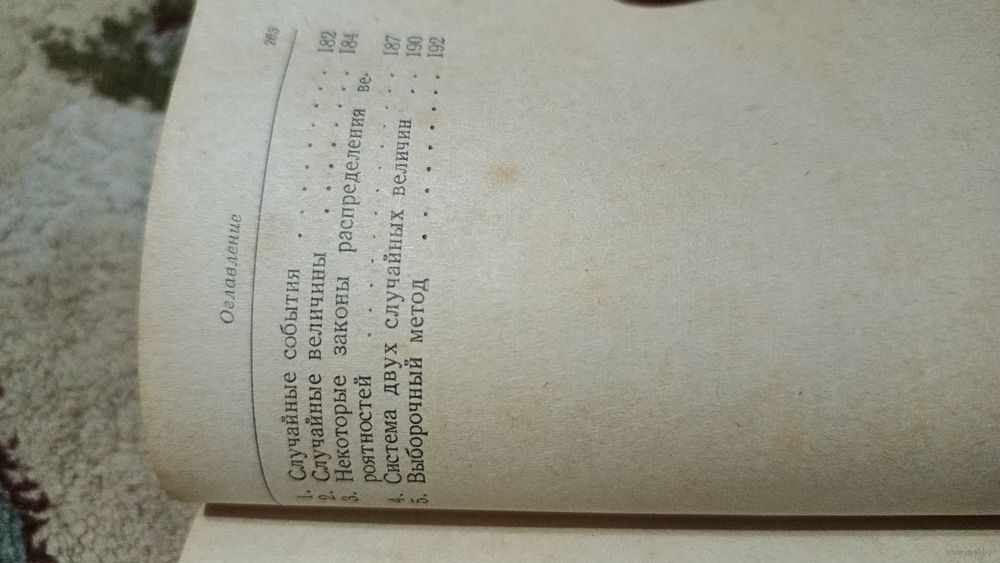 Оглавление 203
1. Случайные события . . . . . . . . 182
2. Случайные величины . . . . . . . 184
3. Некоторые законы распределения ве-
роятностей . . . . . . . . . . . 187
4. Система двух случайных величин . . 190
5. Выборочный метод . . . . . . . . 192